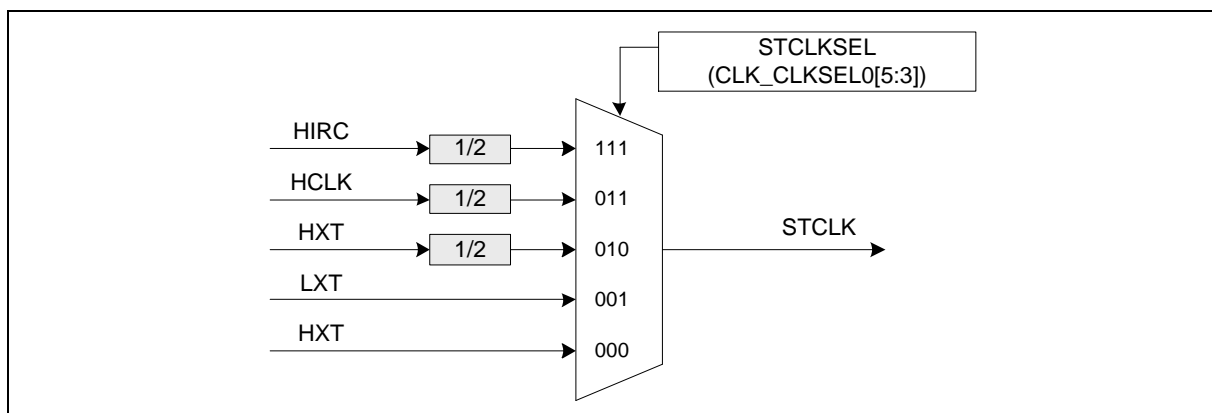 STCLKSEL
(CLK_CLKSEL0[5:3])
HIRC
1/2
111
HCLK
1/2
011
HXT
1/2
010
STCLK
LXT
001
HXT
000